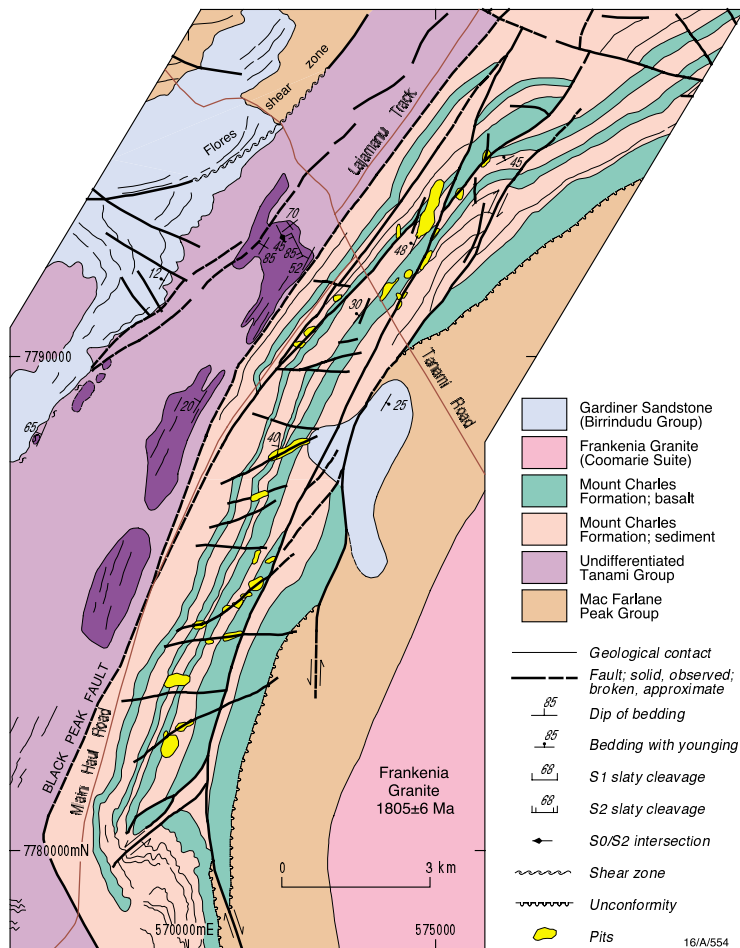 Flores
shear zone
Lajamanu Track
70
45
85
85
52
12
45
48
30
7790000
Tanami Road
20
65
25
40
BLACK PEAK FAULT
Main Haul Road
Frankenia
Granite
1805±6 Ma
7780000mN
0
3 km
570000mE
575000
Gardiner Sandstone
(Birrindudu Group)
Frankenia Granite
(Coomarie Suite)
Mount Charles
Formation; basalt
Mount Charles
Formation; sediment
Undifferentiated
Tanami Group
Mac Farlane
Peak Group
Geological contact
Fault; solid, observed;
broken, approximate
85
Dip of bedding
85
Bedding with younging
68
S1 slaty cleavage
68
S2 slaty cleavage
S0/S2 intersection
Shear zone
Unconformity
Pits
16/A/554